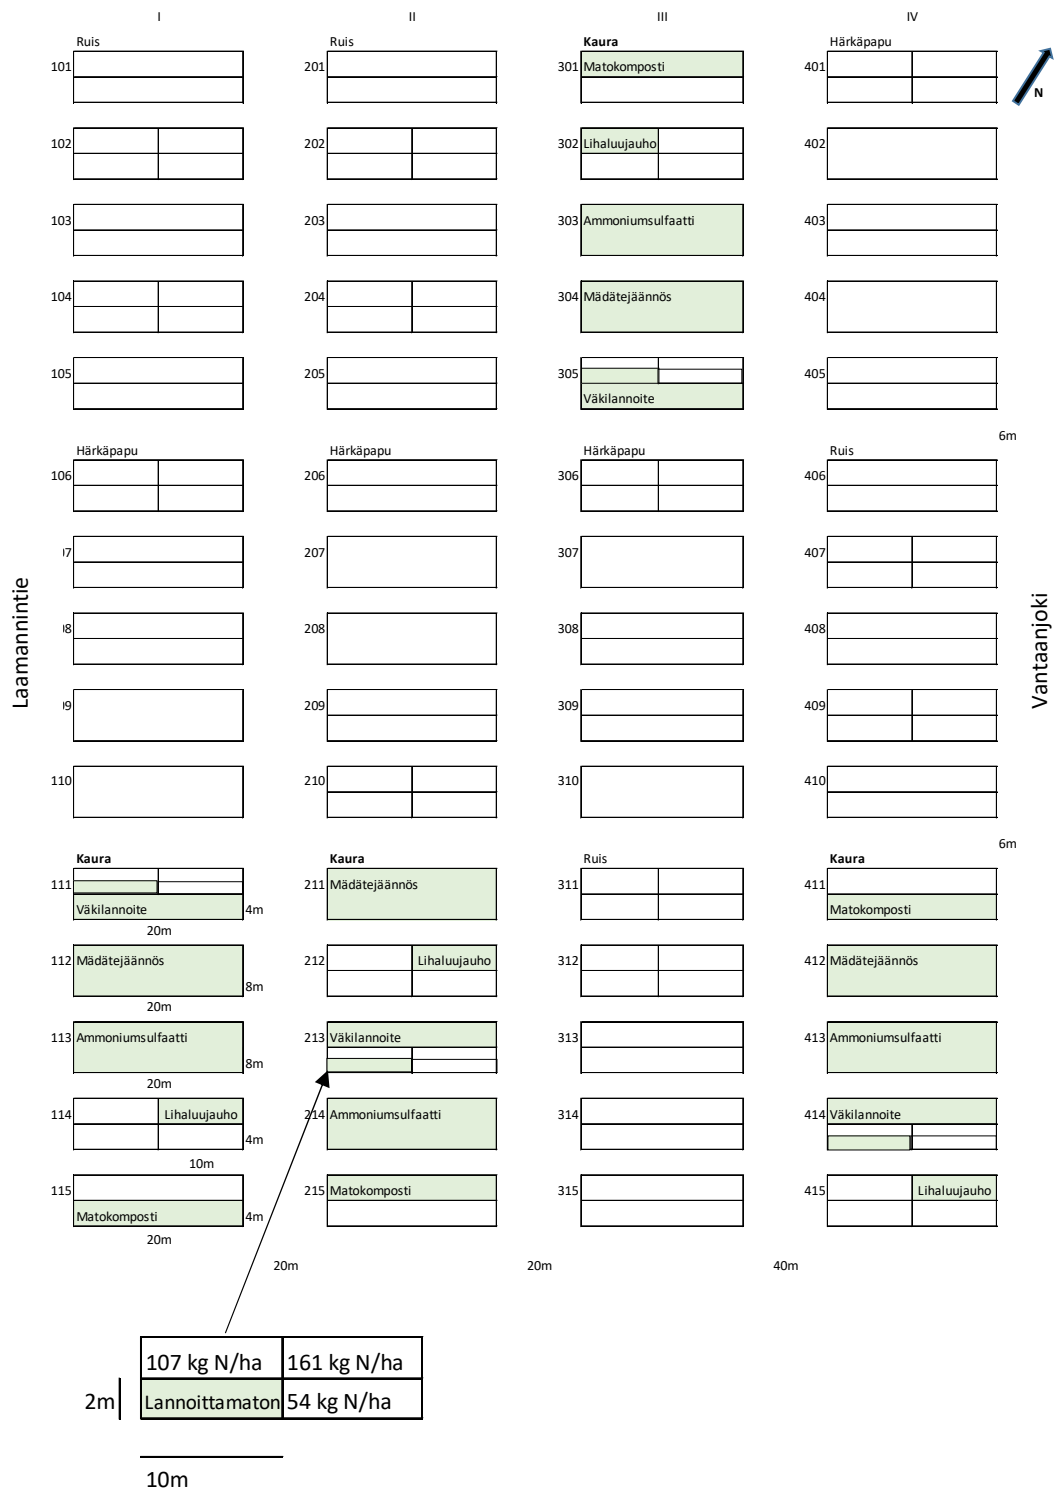 I II III IV
Ruis Ruis Kaura Härkäpapu
101 201 301 Matokomposti 401
N
102 202 302 Lihaluujauho 402
103 203 303 Ammoniumsulfaatti 403
104 204 304 Mädätejäännös 404
105 205 305 405
Väkilannoite
6m
Härkäpapu Härkäpapu Härkäpapu Ruis
106 206 306 406
07 207 307 407
08 208 308 408
Laamannintie
Vantaanjoki
09 209 309 409
110 210 310 410
6m
Kaura Kaura Ruis Kaura
111 211 Mädätejäännös 311 411
Väkilannoite 4m Matokomposti
20m
112 Mädätejäännös 212 Lihaluujauho 312 412 Mädätejäännös
8m
20m
113 Ammoniumsulfaatti 213 Väkilannoite 313 413 Ammoniumsulfaatti
8m
20m
114 Lihaluujauho 214 Ammoniumsulfaatti 314 414 Väkilannoite
4m
10m
115 215 Matokomposti 315 415 Lihaluujauho
Matokomposti 4m
20m
20m 20m 40m
107 kg N/ha 161 kg N/ha
2m Lannoittamaton 54 kg N/ha
10m